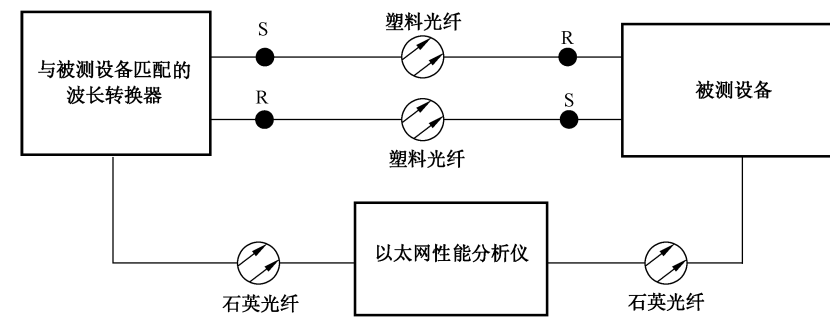 S
塑料光纤
R
与被测设备匹配的
波长转换器
被测设备
R
S
塑料光纤
以太网性能分析仪
石英光纤
石英光纤